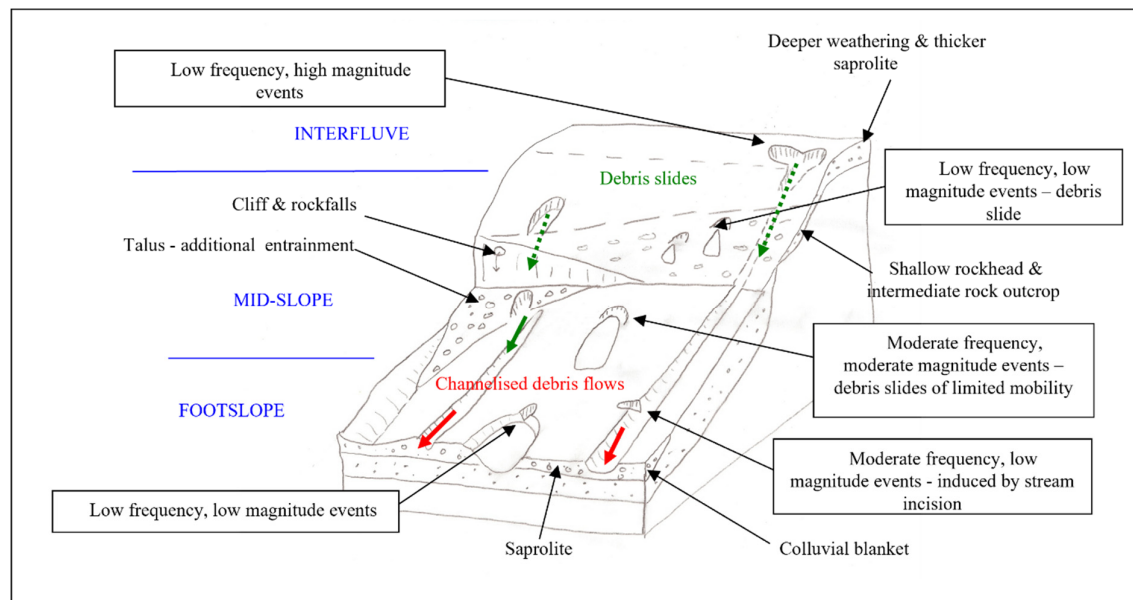 Deeper weathering & thicker
saprolite
Low frequency, high magnitude
events
INTERFLUVE
Debris slides
Low frequency, low
magnitude events – debris
slide
Cliff & rockfalls
Talus - additional entrainment
Shallow rockhead &
intermediate rock outcrop
MID-SLOPE
Moderate frequency,
moderate magnitude events –
debris slides of limited mobility
Channelised debris flows
FOOTSLOPE
Moderate frequency, low
magnitude events - induced by stream
incision
Low frequency, low magnitude events
Saprolite
Colluvial blanket